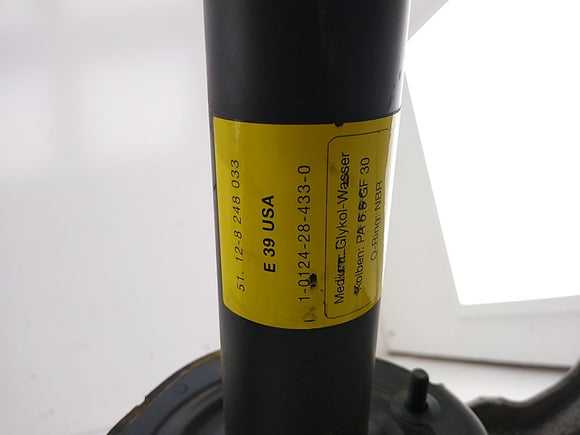 51. 12-8 248 033
E 39 USA
1-0124-28-433-0
Medium: Glykol-Wasser
Kolben: PA 6.6 GF 30
O-Ring: NBR